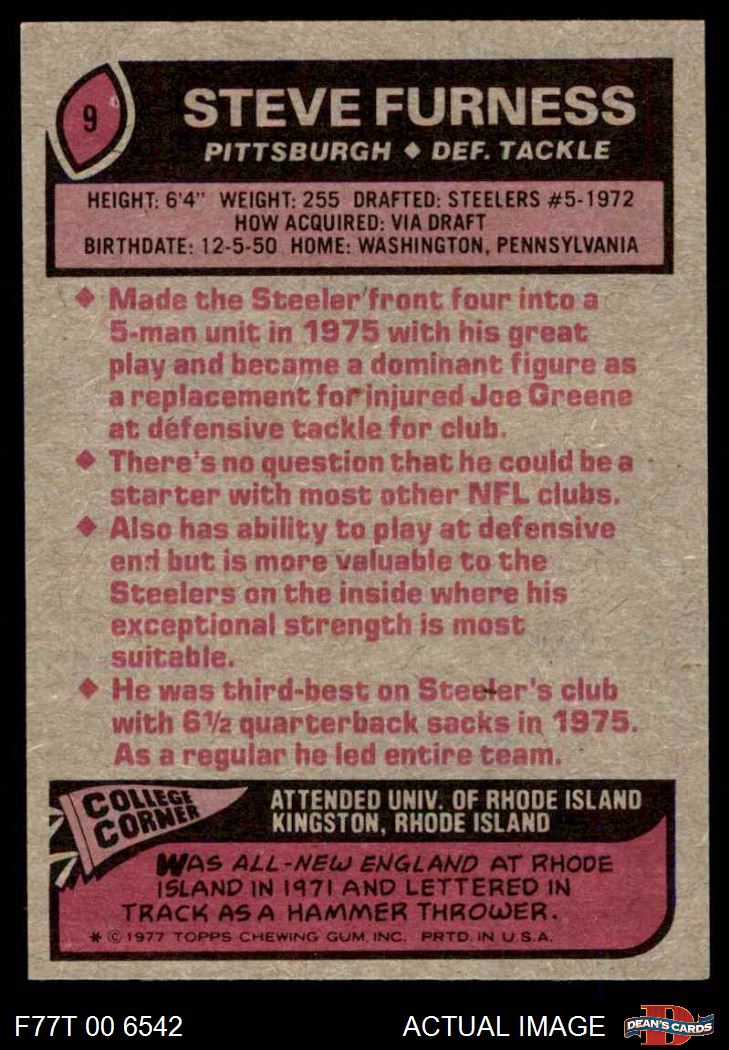 9
STEVE FURNESS
PITTSBURGH ◆ DEF. TACKLE
HEIGHT: 6'4" WEIGHT: 255 DRAFTED: STEELERS #5-1972
HOW ACQUIRED: VIA DRAFT
BIRTHDATE: 12-5-50 HOME: WASHINGTON, PENNSYLVANIA
◆ Made the Steeler front four into a
5-man unit in 1975 with his great
play and became a dominant figure as
a replacement for injured Joe Greene
at defensive tackle for club.
◆ There's no question that he could be a
starter with most other NFL clubs.
◆ Also has ability to play at defensive
end but is more valuable to the
Steelers on the inside where his
exceptional strength is most
suitable.
◆ He was third-best on Steeler's club
with 6½ quarterback sacks in 1975.
As a regular he led entire team.
COLLEGE
CORNER
ATTENDED UNIV. OF RHODE ISLAND
KINGSTON, RHODE ISLAND
WAS ALL-NEW ENGLAND AT RHODE
ISLAND IN 1971 AND LETTERED IN
TRACK AS A HAMMER THROWER.
* © 1977 TOPPS CHEWING GUM, INC. PRTD. IN U.S.A.
F77T 00 6542
ACTUAL IMAGE
D
DEAN'S CARDS